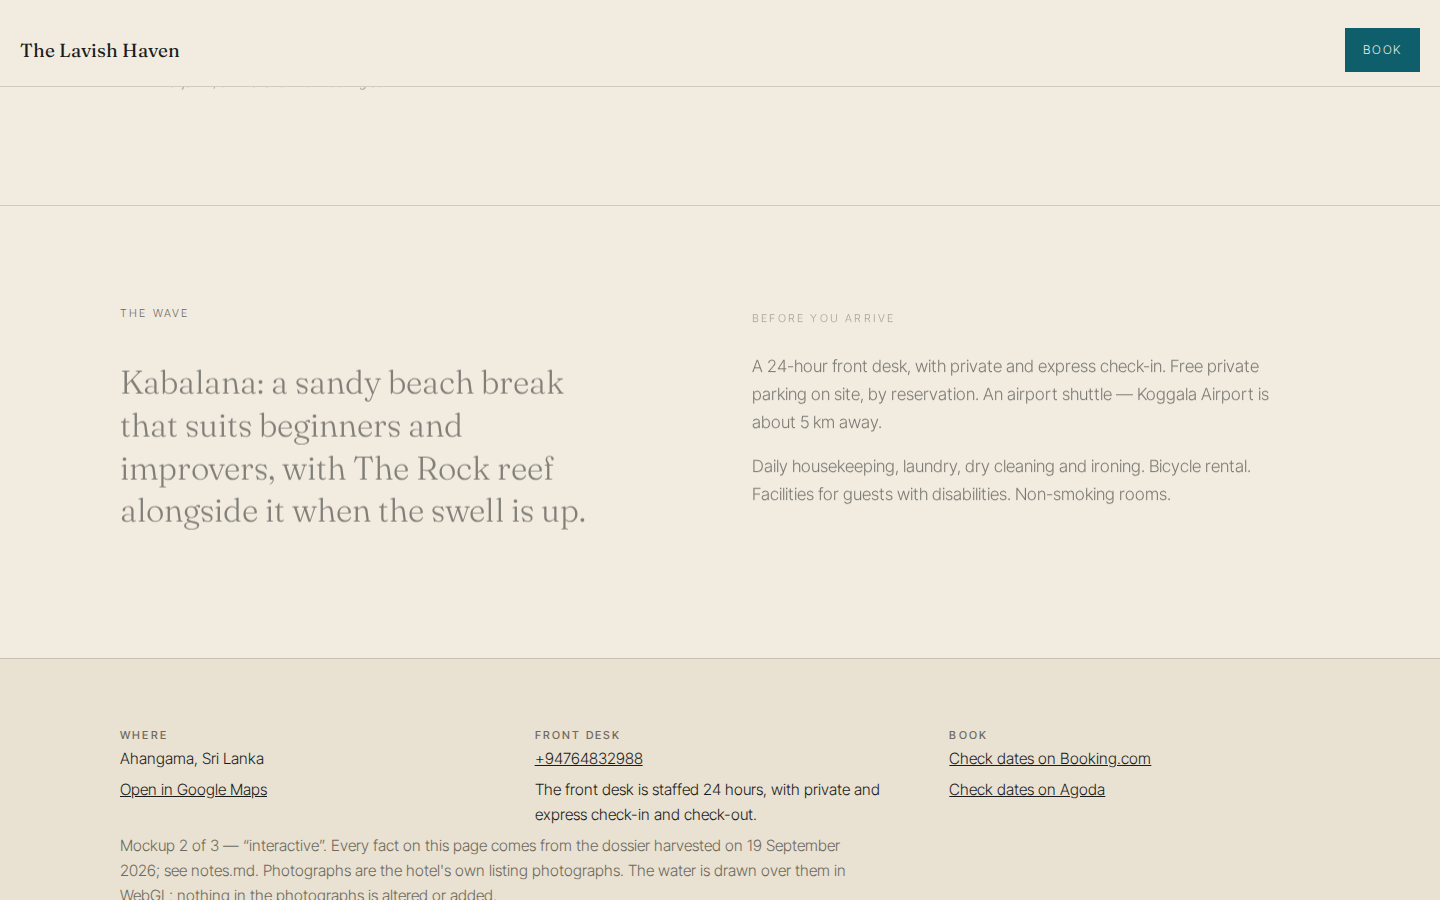 The Lavish Haven
BOOK
THE WAVE
Kabalana: a sandy beach break
that suits beginners and
improvers, with The Rock reef
alongside it when the swell is up.
BEFORE YOU ARRIVE
A 24-hour front desk, with private and express check-in. Free private
parking on site, by reservation. An airport shuttle — Koggala Airport is
about 5 km away.
Daily housekeeping, laundry, dry cleaning and ironing. Bicycle rental.
Facilities for guests with disabilities. Non-smoking rooms.
WHERE
Ahangama, Sri Lanka
Open in Google Maps
FRONT DESK
+94764832988
The front desk is staffed 24 hours, with private and
express check-in and check-out.
BOOK
Check dates on Booking.com
Check dates on Agoda
Mockup 2 of 3 — “interactive”. Every fact on this page comes from the dossier harvested on 19 September
2026; see notes.md. Photographs are the hotel's own listing photographs. The water is drawn over them in
WebGL; nothing in the photographs is altered or added.